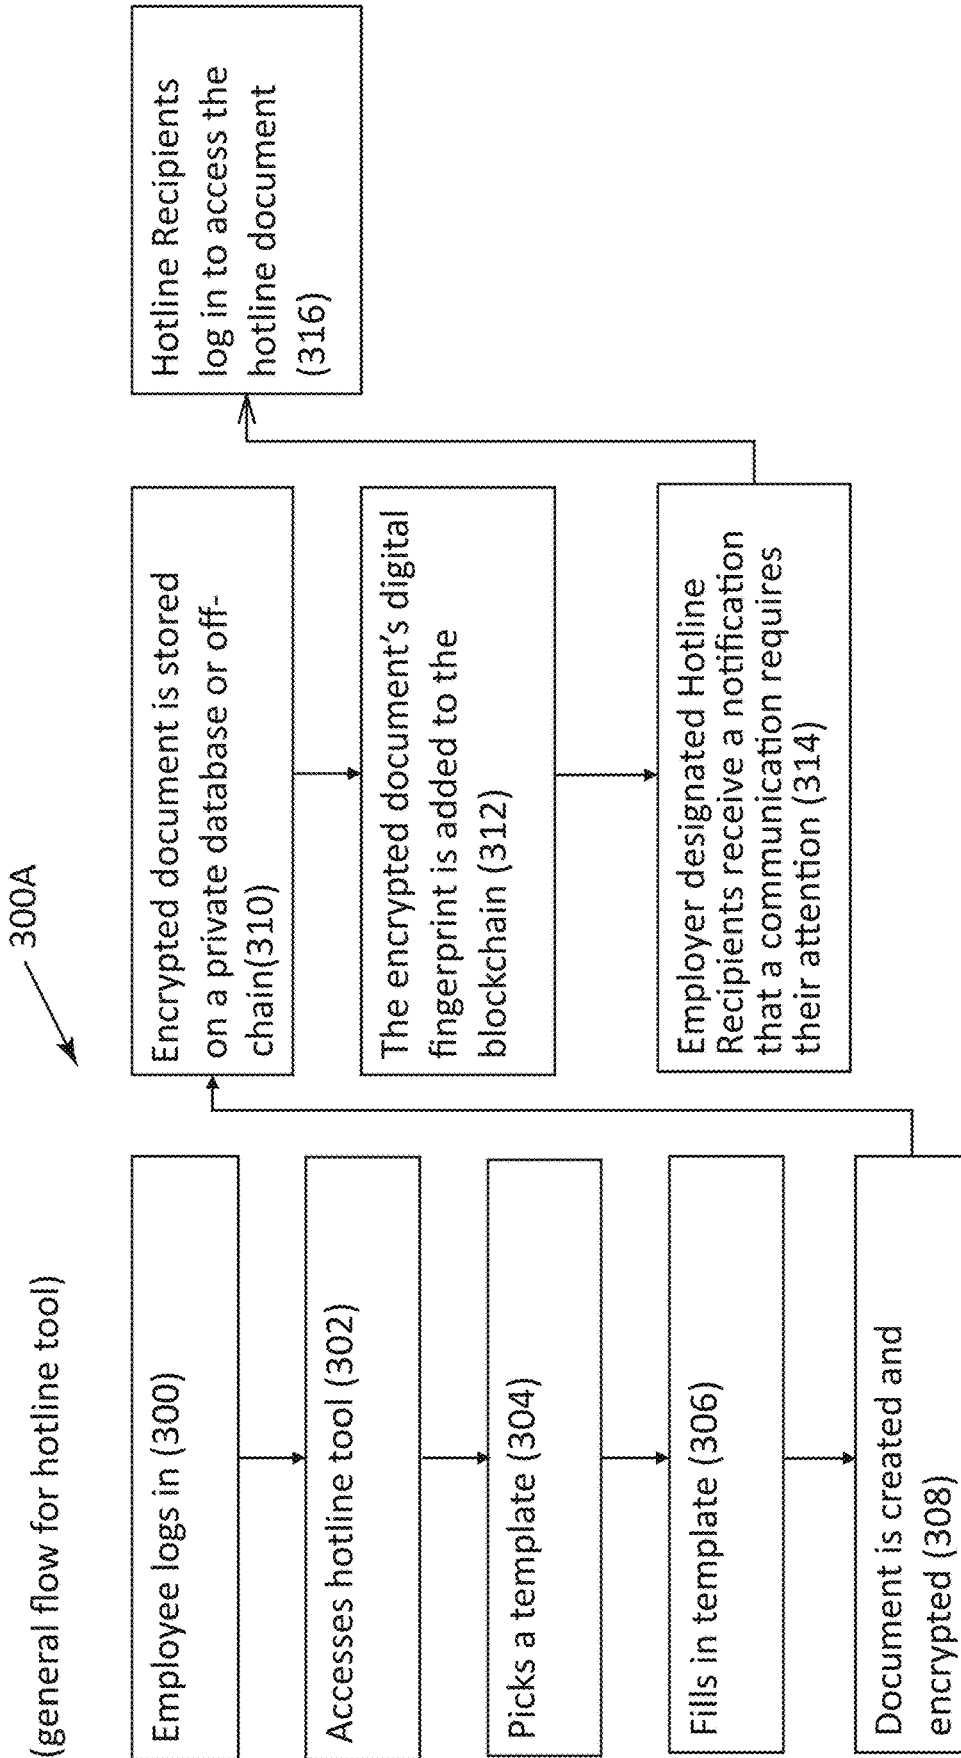 (general flow for hotline tool)
300A
Employee logs in (300)
Accesses hotline tool (302)
Picks a template (304)
Fills in template (306)
Document is created and
encrypted (308)
Encrypted document is stored
on a private database or off-
chain(310)
The encrypted document’s digital
fingerprint is added to the
blockchain (312)
Employer designated Hotline
Recipients receive a notification
that a communication requires
their attention (314)
Hotline Recipients
log in to access the
hotline document
(316)